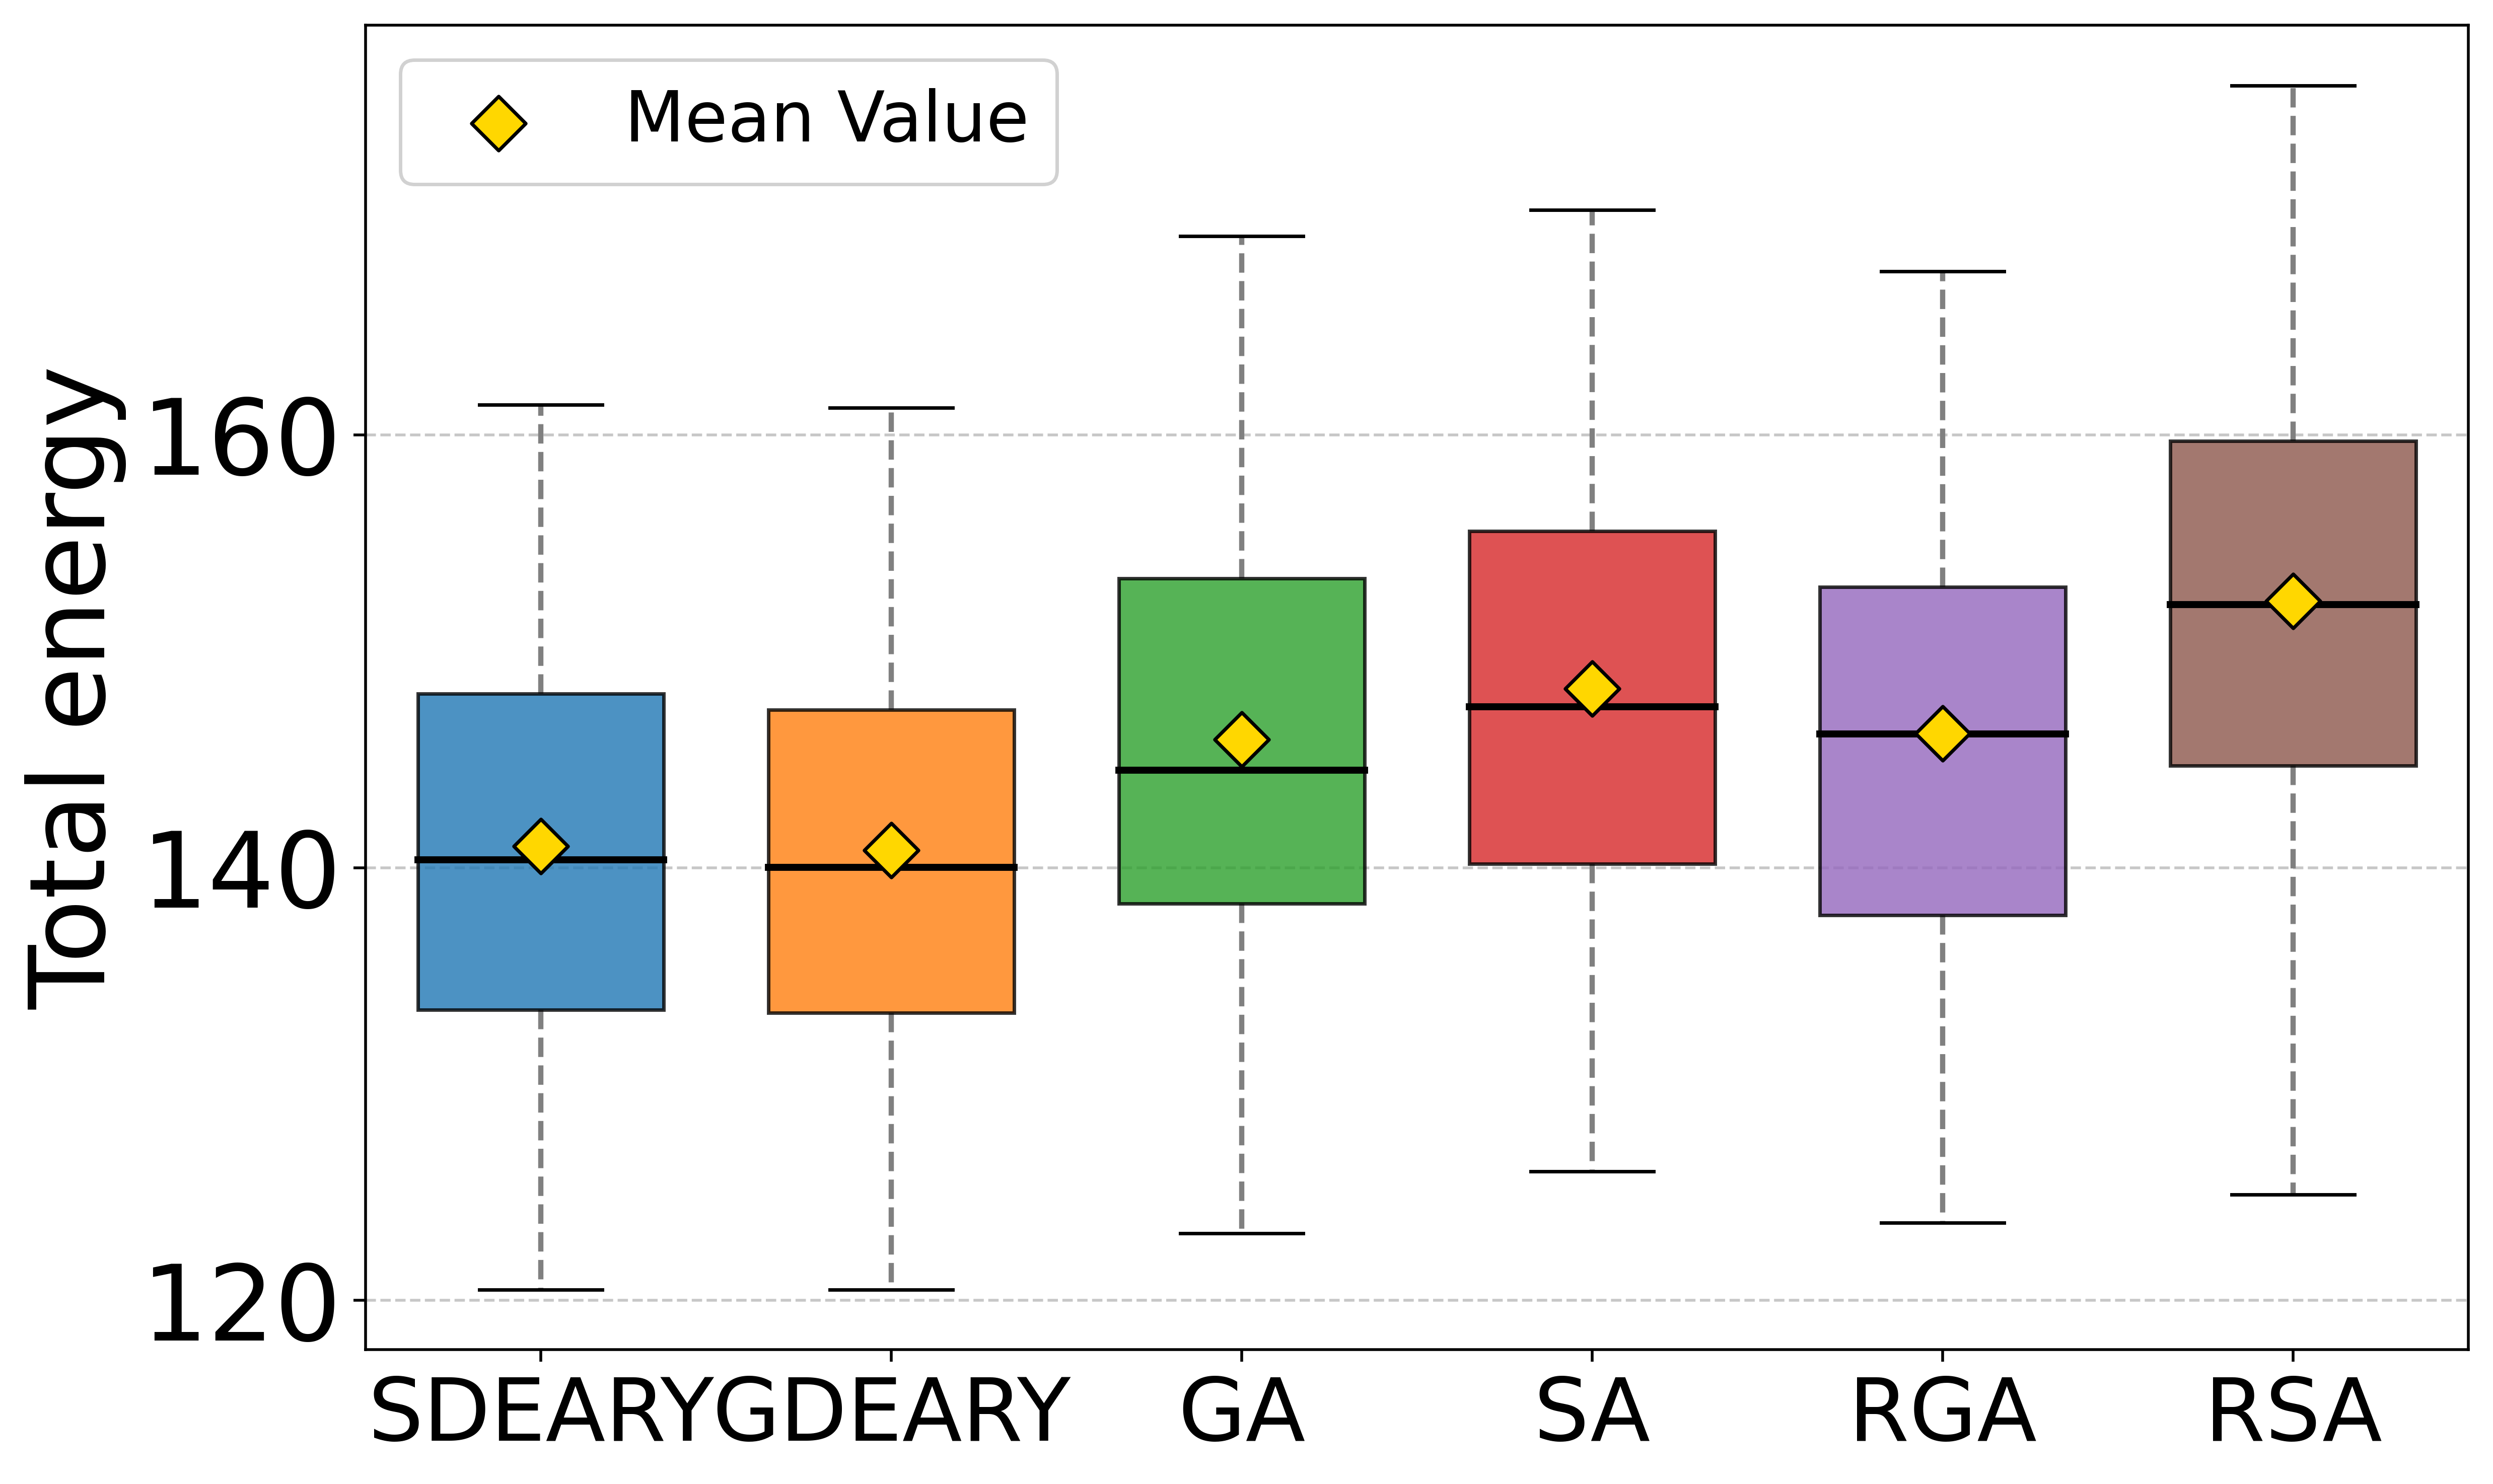 Mean Value
Total energy
160
140
120
SDEARY GDEARY GA SA RGA RSA